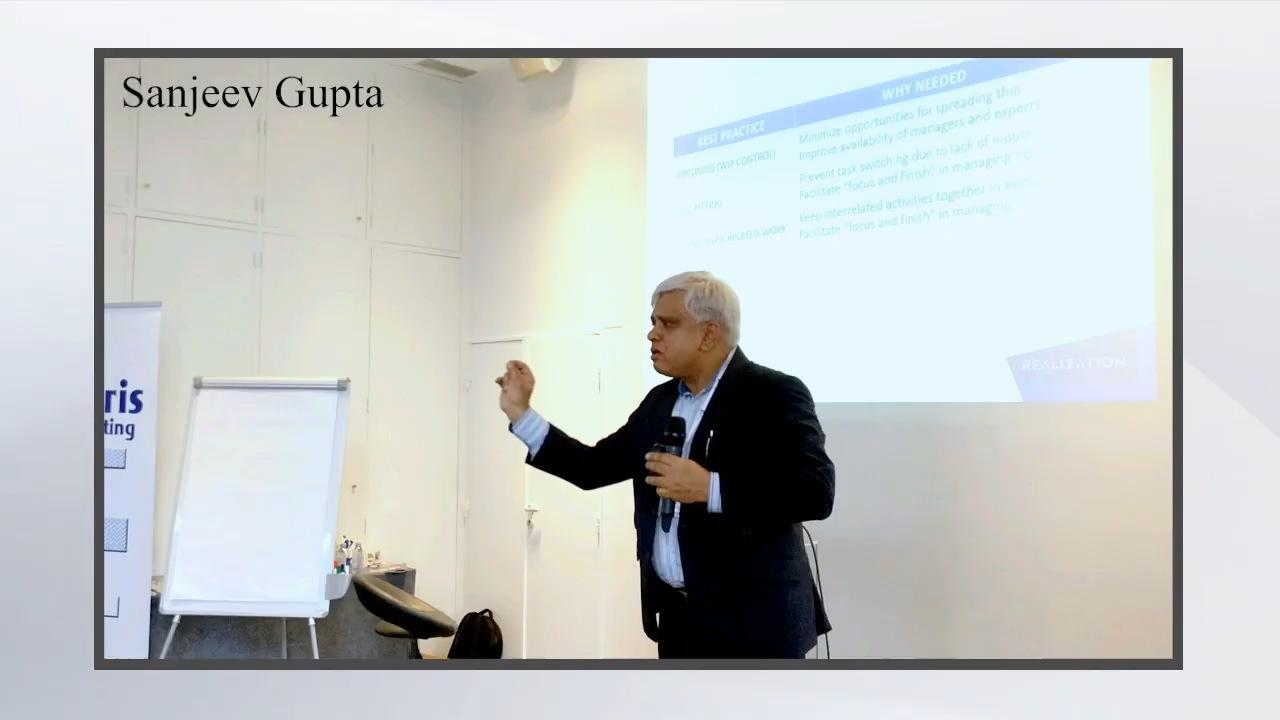 Sanjeev Gupta
BEST PRACTICE
WHY NEEDED
(WIP CONTROL)
Minimize opportunities for spreading thin
Improve availability of managers and experts
Prevent task switching due to lack of inputs
Facilitate "focus and finish" in managing
RELATED WORK
Keep interrelated activities together in
Facilitate "focus and finish" in managing
REALIZATION
ris
ting